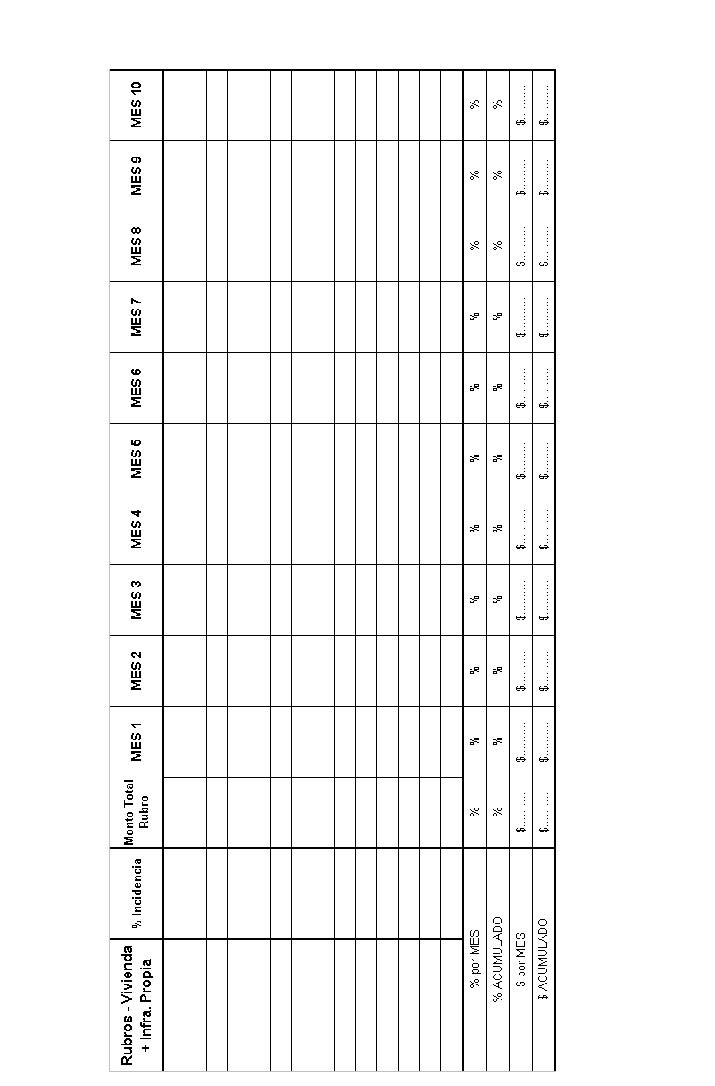 Rubros - Vivienda + Infra. Propia % Incidencia Monto Total Rubro MES 1 MES 2 MES 3 MES 4 MES 5 MES 6 MES 7 MES 8 MES 9 MES 10
% por MES % % % % % % % % % % %
% ACUMULADO % % % % % % % % % % %
$ por MES $......... $......... $......... $......... $......... $......... $......... $......... $......... $......... $.........
$ ACUMULADO $......... $......... $......... $......... $......... $......... $......... $......... $......... $......... $.........